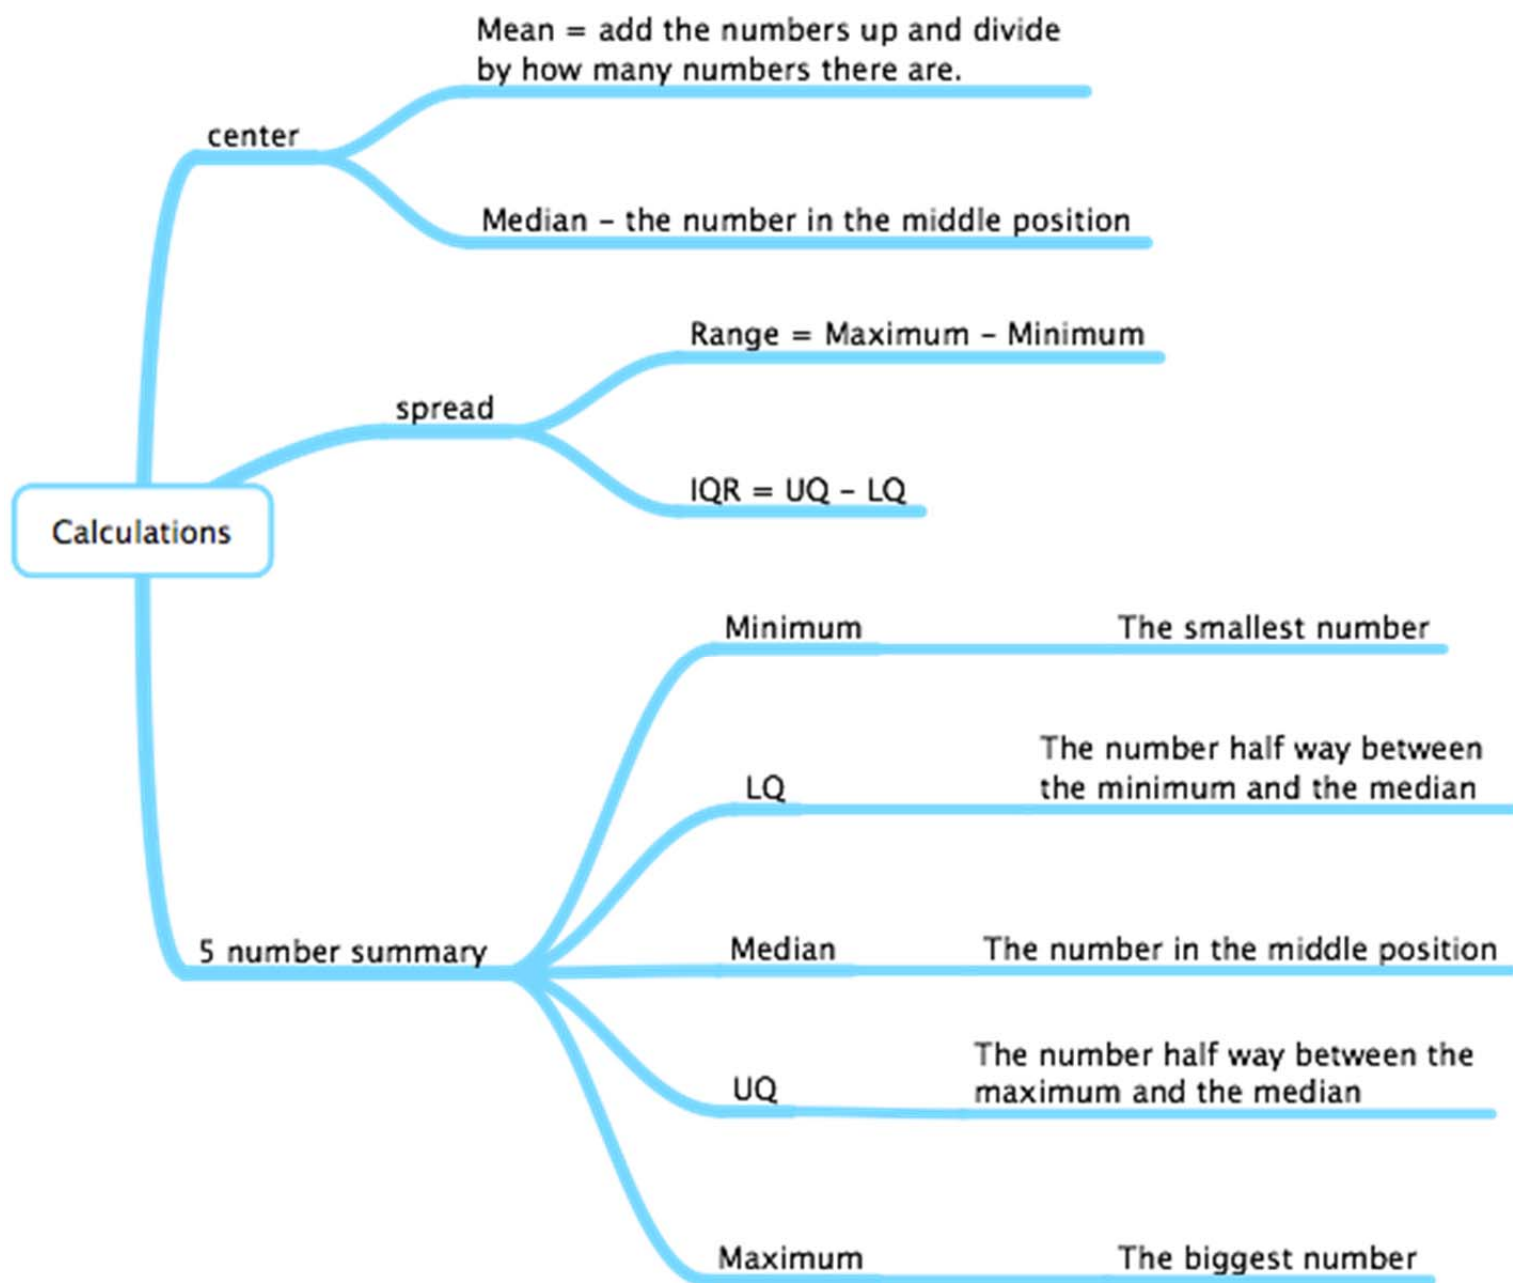 Mean = add the numbers up and divide
by how many numbers there are.
center
Median – the number in the middle position
Range = Maximum – Minimum
spread
IQR = UQ – LQ
Calculations
Minimum
The smallest number
The number half way between
the minimum and the median
LQ
5 number summary
Median
The number in the middle position
The number half way between the
maximum and the median
UQ
Maximum
The biggest number